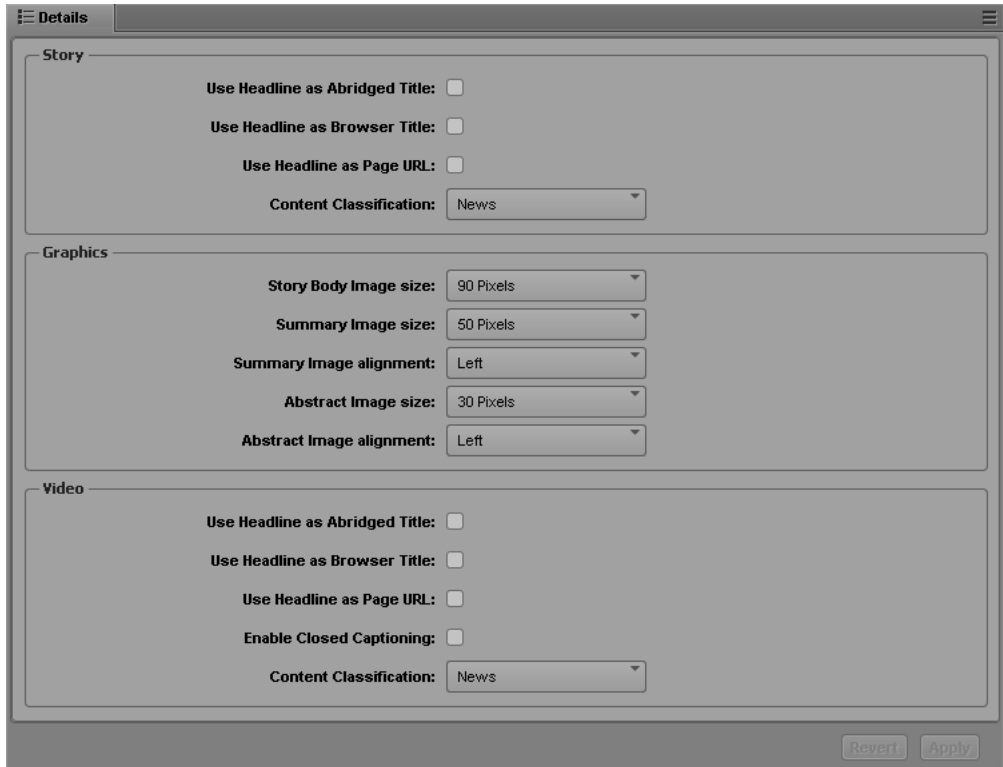 Details
Story
Use Headline as Abridged Title:
Use Headline as Browser Title:
Use Headline as Page URL:
Content Classification: News
Graphics
Story Body Image size: 90 Pixels
Summary Image size: 50 Pixels
Summary Image alignment: Left
Abstract Image size: 30 Pixels
Abstract Image alignment: Left
Video
Use Headline as Abridged Title:
Use Headline as Browser Title:
Use Headline as Page URL:
Enable Closed Captioning:
Content Classification: News
Revert Apply